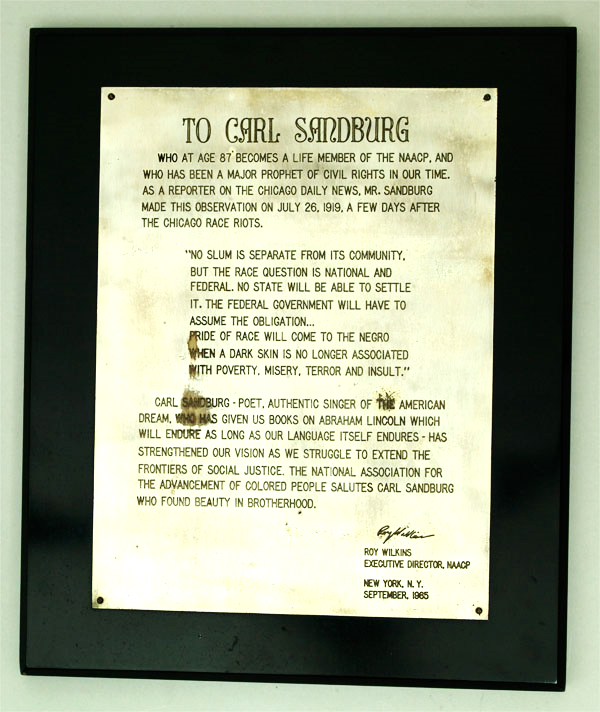 TO CARL SANDBURG
WHO AT AGE 87 BECOMES A LIFE MEMBER OF THE NAACP, AND
WHO HAS BEEN A MAJOR PROPHET OF CIVIL RIGHTS IN OUR TIME.
AS A REPORTER ON THE CHICAGO DAILY NEWS, MR. SANDBURG
MADE THIS OBSERVATION ON JULY 26, 1919, A FEW DAYS AFTER
THE CHICAGO RACE RIOTS.
"NO SLUM IS SEPARATE FROM ITS COMMUNITY,
BUT THE RACE QUESTION IS NATIONAL AND
FEDERAL. NO STATE WILL BE ABLE TO SETTLE
IT. THE FEDERAL GOVERNMENT WILL HAVE TO
ASSUME THE OBLIGATION...
PRIDE OF RACE WILL COME TO THE NEGRO
WHEN A DARK SKIN IS NO LONGER ASSOCIATED
WITH POVERTY, MISERY, TERROR AND INSULT."
CARL SANDBURG - POET, AUTHENTIC SINGER OF THE AMERICAN
DREAM, WHO HAS GIVEN US BOOKS ON ABRAHAM LINCOLN WHICH
WILL ENDURE AS LONG AS OUR LANGUAGE ITSELF ENDURES - HAS
STRENGTHENED OUR VISION AS WE STRUGGLE TO EXTEND THE
FRONTIERS OF SOCIAL JUSTICE. THE NATIONAL ASSOCIATION FOR
THE ADVANCEMENT OF COLORED PEOPLE SALUTES CARL SANDBURG
WHO FOUND BEAUTY IN BROTHERHOOD.
Roy Wilkins
ROY WILKINS
EXECUTIVE DIRECTOR, NAACP
NEW YORK, N.Y.
SEPTEMBER, 1965